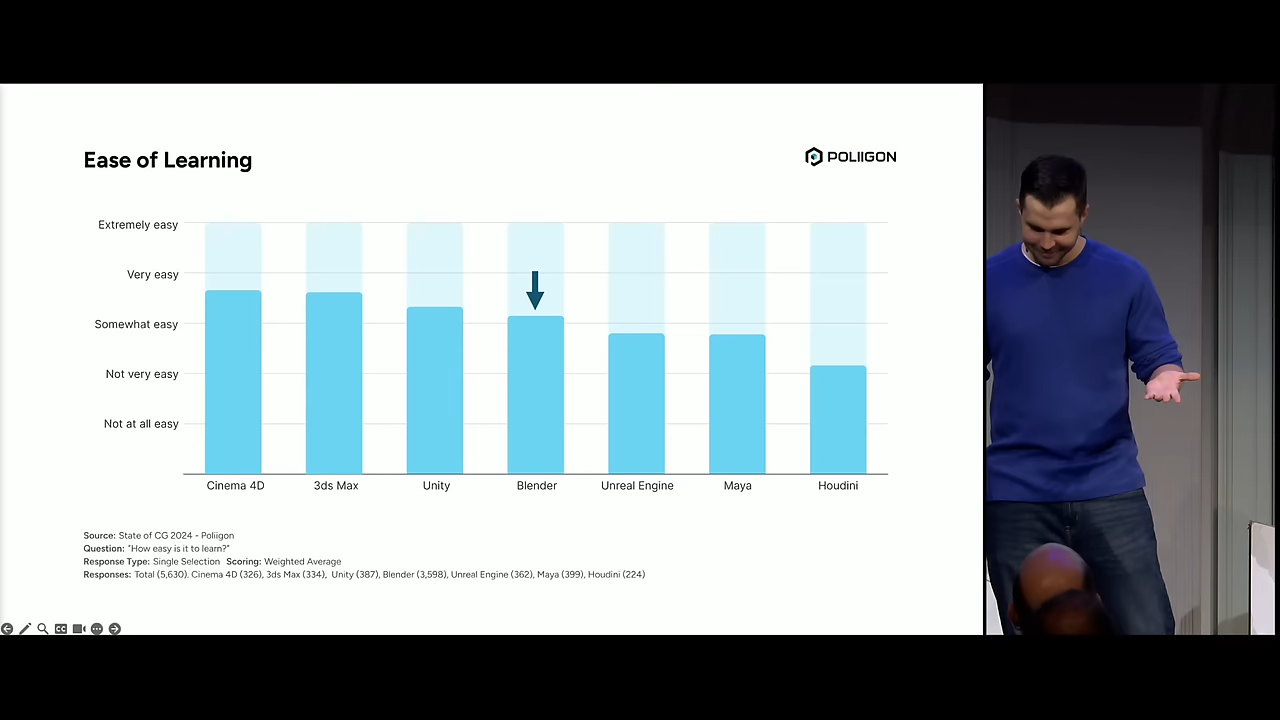 Ease of Learning
POLIIGON
Extremely easy
Very easy
Somewhat easy
Not very easy
Not at all easy
Cinema 4D 3ds Max Unity Blender Unreal Engine Maya Houdini
Source: State of CG 2024 - Poliigon
Question: "How easy is it to learn?"
Response Type: Single Selection Scoring: Weighted Average
Responses: Total (5,630). Cinema 4D (326), 3ds Max (334), Unity (387), Blender (3,598), Unreal Engine (362), Maya (399), Houdini (224)
CC